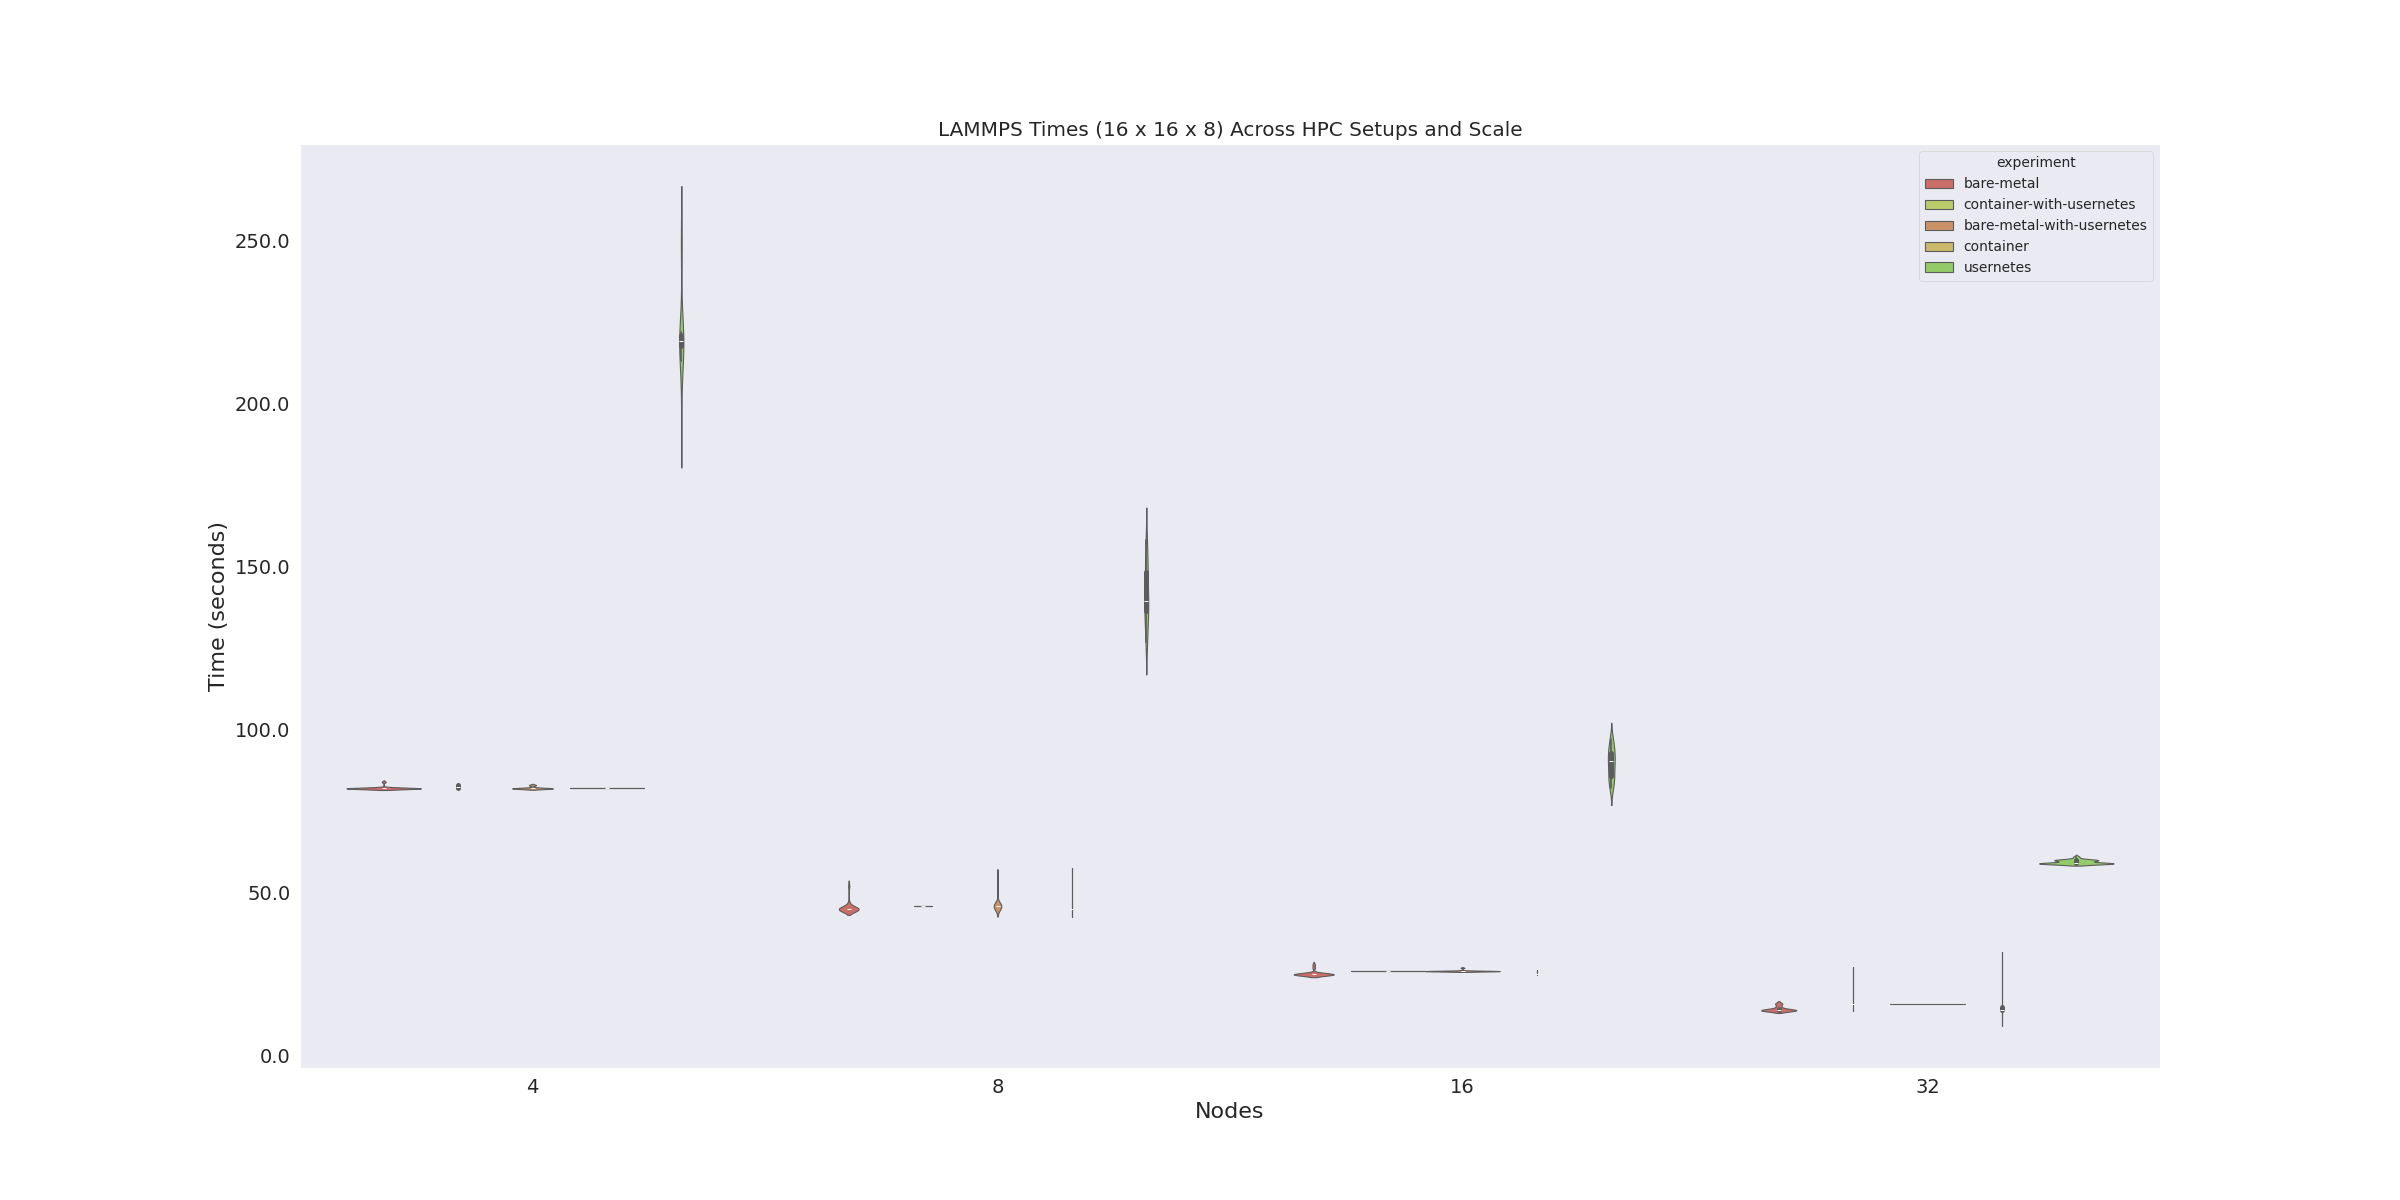 LAMMPS Times (16 x 16 x 8) Across HPC Setups and Scale
experiment
bare-metal
container-with-usernetes
bare-metal-with-usernetes
container
usernetes
Time (seconds)
250.0
200.0
150.0
100.0
50.0
0.0
4 8 16 32
Nodes